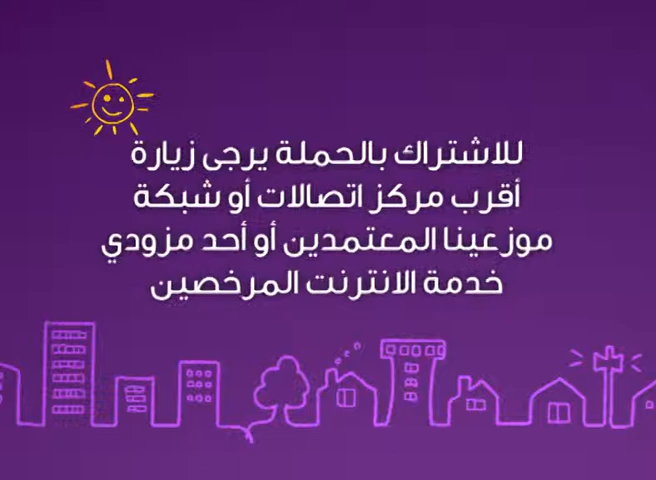 للاشتراك بالحملة يرجى زيارة
أقرب مركز اتصالات أو شبكة
موزعينا المعتمدين أو أحد مزودي
خدمة الانترنت المرخصين